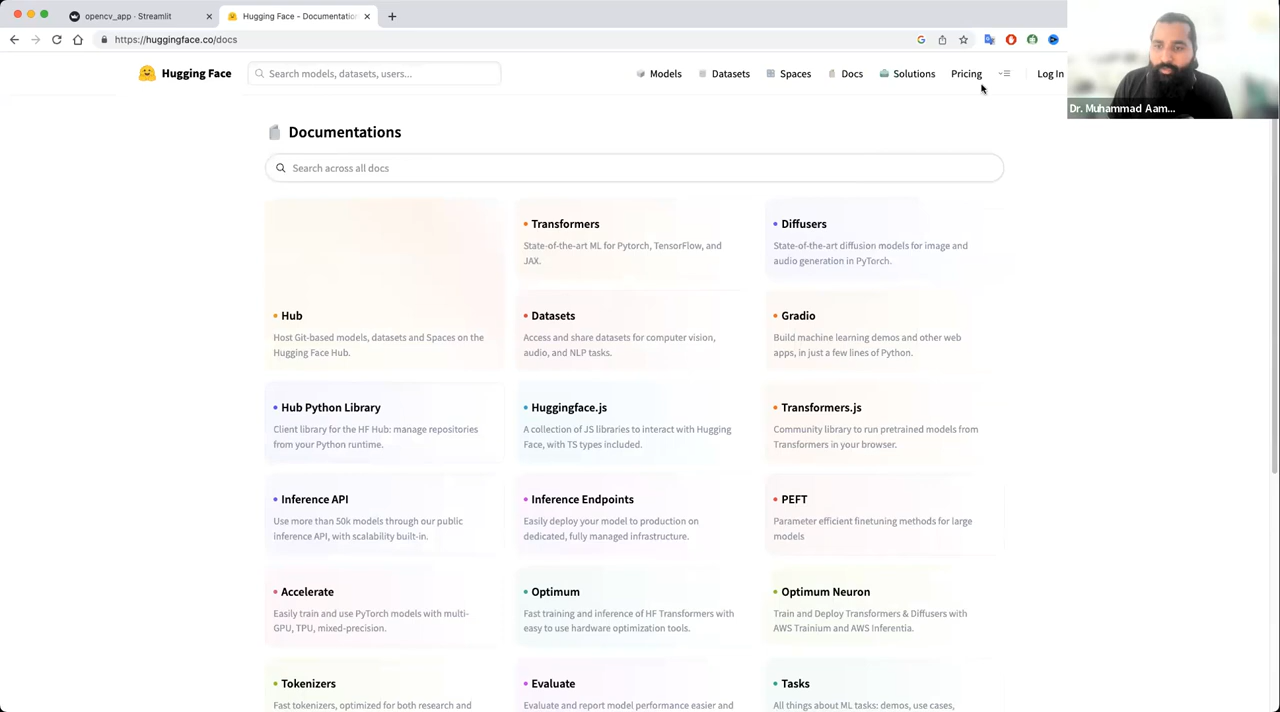 opencv_app · Streamlit
Hugging Face - Documentation
https://huggingface.co/docs
Hugging Face
Search models, datasets, users...
Models
Datasets
Spaces
Docs
Solutions
Pricing
Log In
Dr. Muhammad Aam...
Documentations
Search across all docs
Hub
Host Git-based models, datasets and Spaces on the
Hugging Face Hub.
Transformers
State-of-the-art ML for Pytorch, TensorFlow, and
JAX.
Diffusers
State-of-the-art diffusion models for image and
audio generation in PyTorch.
Datasets
Access and share datasets for computer vision,
audio, and NLP tasks.
Gradio
Build machine learning demos and other web
apps, in just a few lines of Python.
Hub Python Library
Client library for the HF Hub: manage repositories
from your Python runtime.
Huggingface.js
A collection of JS libraries to interact with Hugging
Face, with TS types included.
Transformers.js
Community library to run pretrained models from
Transformers in your browser.
Inference API
Use more than 50k models through our public
inference API, with scalability built-in.
Inference Endpoints
Easily deploy your model to production on
dedicated, fully managed infrastructure.
PEFT
Parameter efficient finetuning methods for large
models
Accelerate
Easily train and use PyTorch models with multi-
GPU, TPU, mixed-precision.
Optimum
Fast training and inference of HF Transformers with
easy to use hardware optimization tools.
Optimum Neuron
Train and Deploy Transformers & Diffusers with
AWS Trainium and AWS Inferentia.
Tokenizers
Fast tokenizers, optimized for both research and
Evaluate
Evaluate and report model performance easier and
Tasks
All things about ML tasks: demos, use cases,